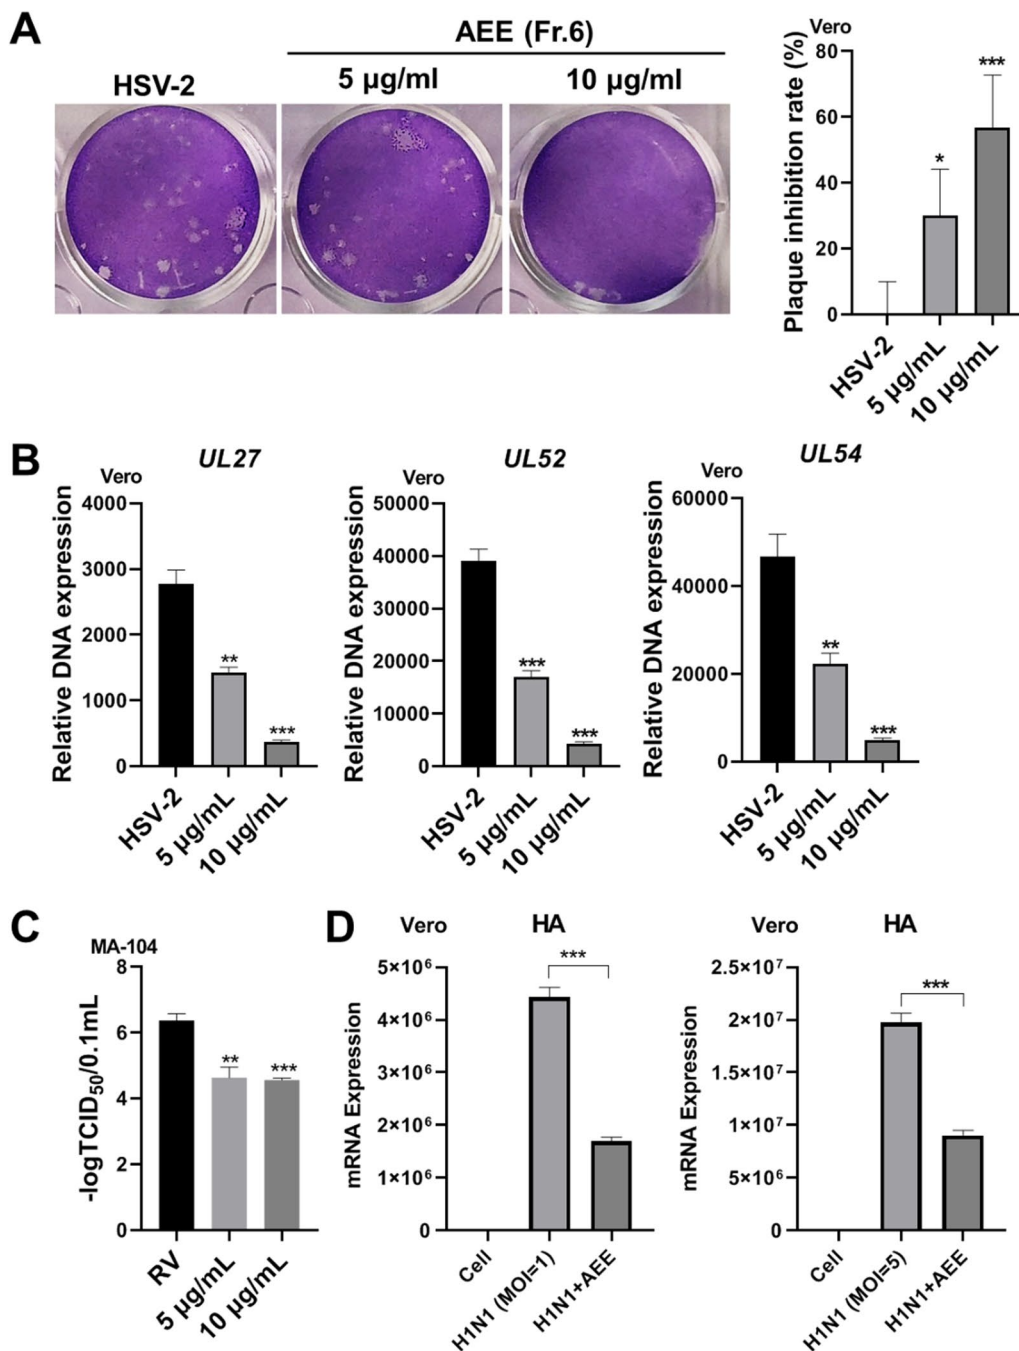 A
AEE (Fr.6)
HSV-2
5 µg/ml
10 µg/ml
Vero
Plaque inhibition rate (%)
80
60
40
20
0
*
***
HSV-2
5 µg/mL
10 µg/mL
B
UL27
Vero
Relative DNA expression
4000
3000
2000
1000
0
**
***
HSV-2
5 µg/mL
10 µg/mL
UL52
Vero
Relative DNA expression
50000
40000
30000
20000
10000
0
***
***
HSV-2
5 µg/mL
10 µg/mL
UL54
Vero
Relative DNA expression
60000
40000
20000
0
**
***
HSV-2
5 µg/mL
10 µg/mL
C
MA-104
-logTCID₅₀/0.1mL
8
6
4
2
0
**
***
RV
5 µg/mL
10 µg/mL
D
Vero
HA
mRNA Expression
5×10⁶
4×10⁶
3×10⁶
2×10⁶
1×10⁶
0
***
Cell
H1N1 (MOI=1)
H1N1+AEE
Vero
HA
mRNA Expression
2.5×10⁷
2×10⁷
1.5×10⁷
1×10⁷
5×10⁶
0
***
Cell
H1N1 (MOI=5)
H1N1+AEE